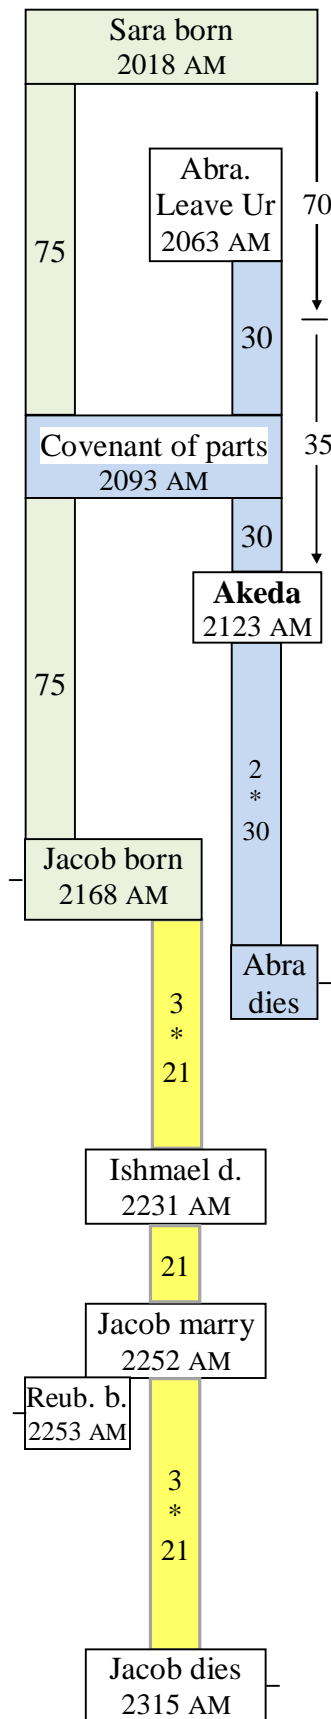 Sara born
2018 AM
Abra.
Leave Ur
2063 AM
70
75
30
Covenant of parts
2093 AM
35
30
Akeda
2123 AM
75
2
*
30
Jacob born
2168 AM
Abra
dies
3
*
21
Ishmael d.
2231 AM
21
Jacob marry
2252 AM
Reub. b.
2253 AM
3
*
21
Jacob dies
2315 AM